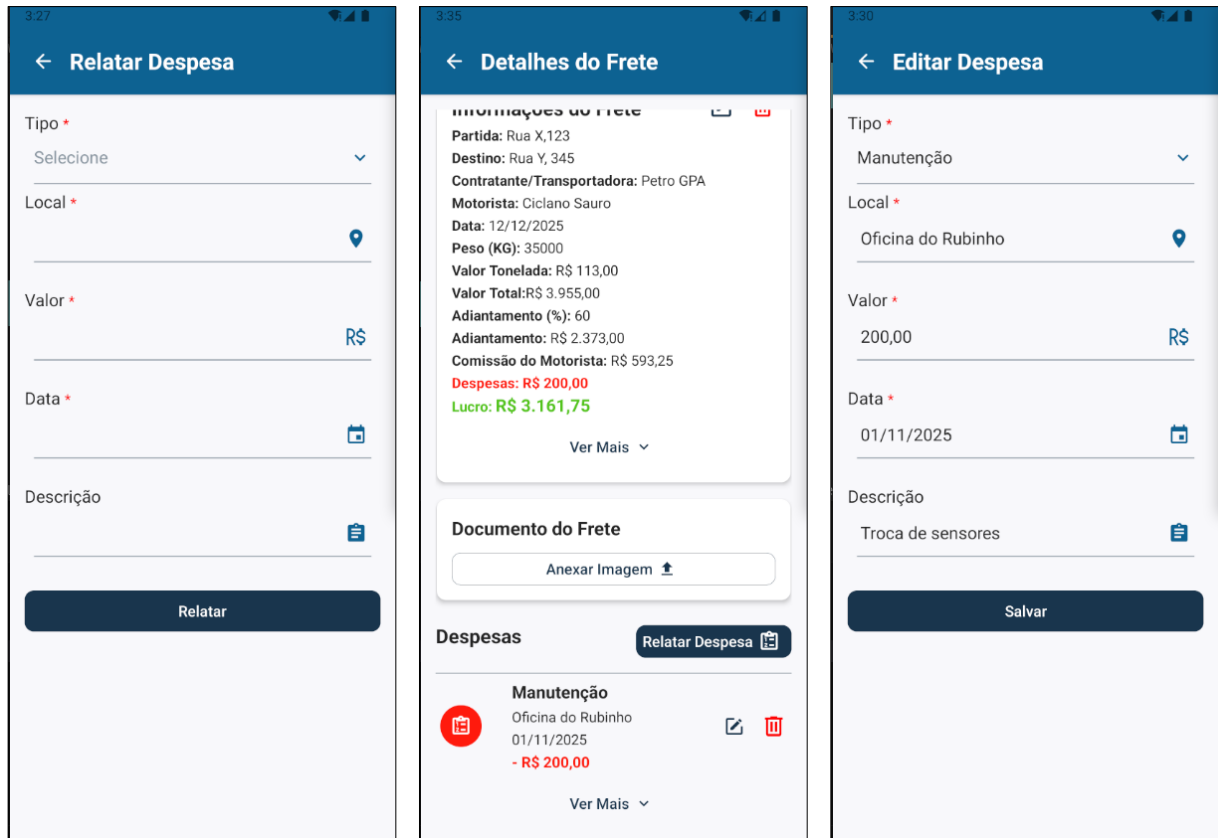 3:27
Relatar Despesa
Tipo *
Selecione
Local *
Valor *
R$
Data *
Descrição
Relatar
3:35
Detalhes do Frete
Informações do Frete
Partida: Rua X,123
Destino: Rua Y, 345
Contratante/Transportadora: Petro GPA
Motorista: Ciclano Sauro
Data: 12/12/2025
Peso (KG): 35000
Valor Tonelada: R$ 113,00
Valor Total:R$ 3.955,00
Adiantamento (%): 60
Adiantamento: R$ 2.373,00
Comissão do Motorista: R$ 593,25
Despesas: R$ 200,00
Lucro: R$ 3.161,75
Ver Mais
Documento do Frete
Anexar Imagem
Despesas
Relatar Despesa
Manutenção
Oficina do Rubinho
01/11/2025
- R$ 200,00
Ver Mais
3:30
Editar Despesa
Tipo *
Manutenção
Local *
Oficina do Rubinho
Valor *
200,00 R$
Data *
01/11/2025
Descrição
Troca de sensores
Salvar